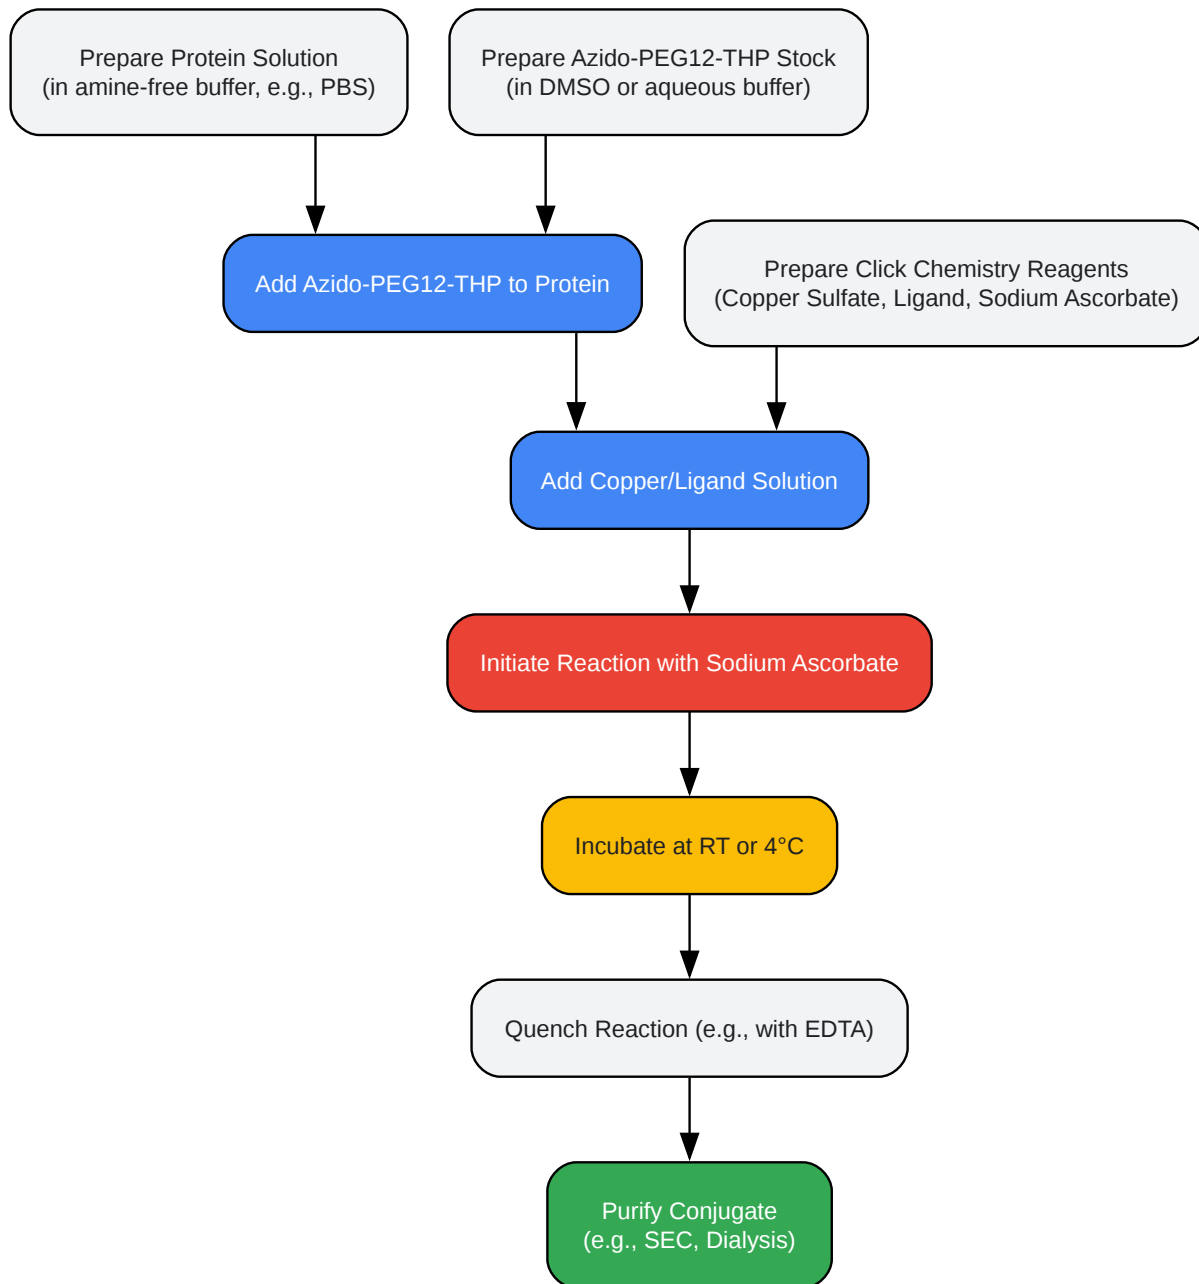 Prepare Protein Solution
(in amine-free buffer, e.g., PBS)
Prepare Azido-PEG12-THP Stock
(in DMSO or aqueous buffer)
Add Azido-PEG12-THP to Protein
Prepare Click Chemistry Reagents
(Copper Sulfate, Ligand, Sodium Ascorbate)
Add Copper/Ligand Solution
Initiate Reaction with Sodium Ascorbate
Incubate at RT or 4°C
Quench Reaction (e.g., with EDTA)
Purify Conjugate
(e.g., SEC, Dialysis)